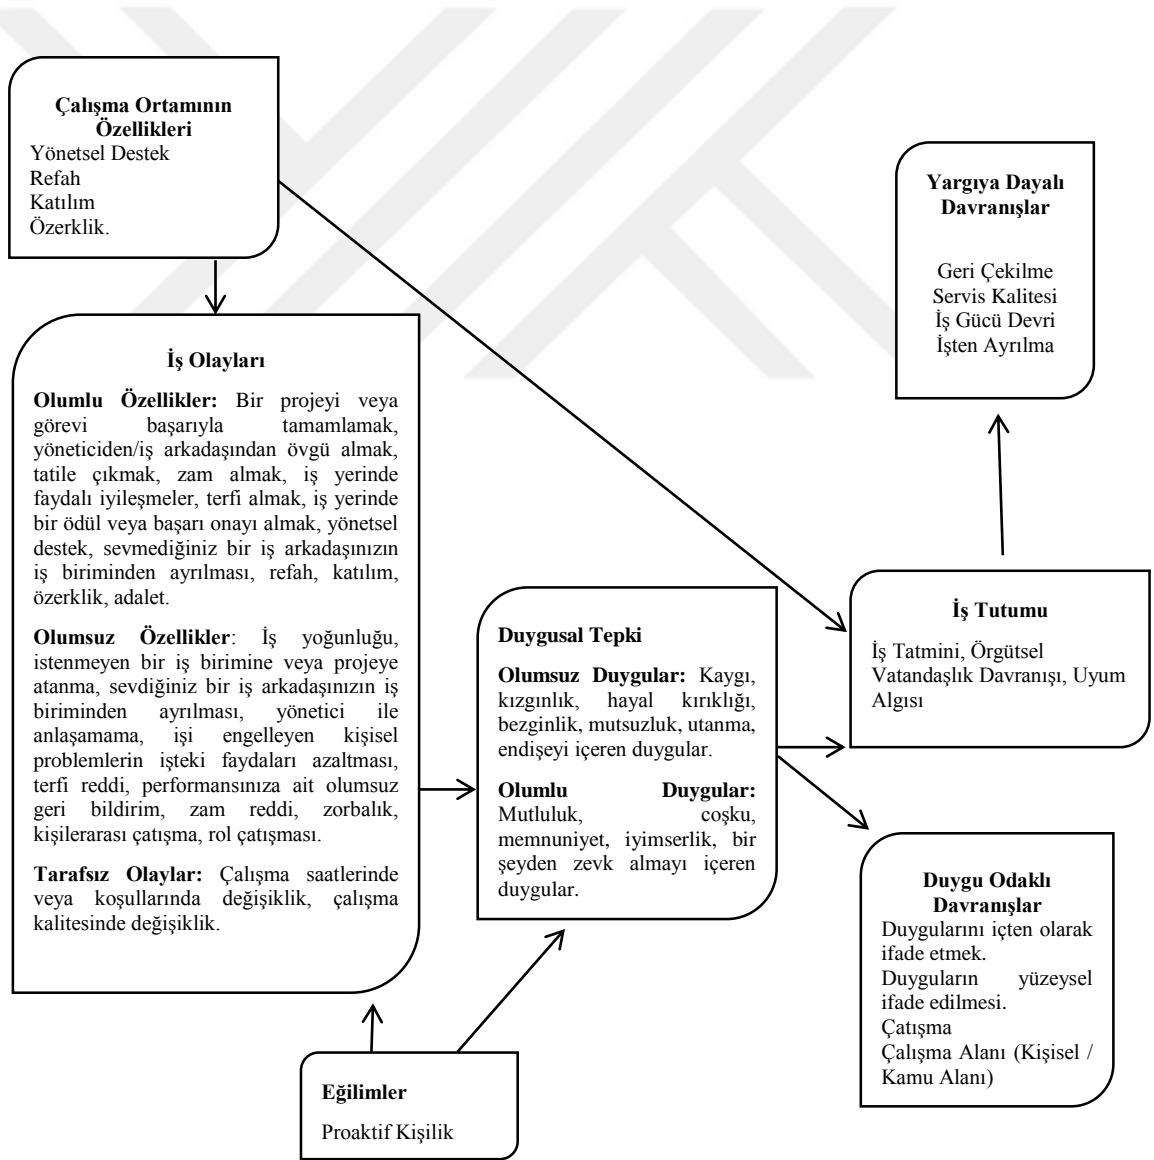 Çalışma Ortamının
Özellikleri
Yönetsel Destek
Refah
Katılım
Özerklik.
Yargıya Dayalı
Davranışlar
Geri Çekilme
Servis Kalitesi
İş Gücü Devri
İşten Ayrılma
İş Olayları
Olumlu Özellikler: Bir projeyi veya
görevi başarıyla tamamlamak,
yöneticiden/iş arkadaşından övgü almak,
tatile çıkmak, zam almak, iş yerinde
faydalı iyileşmeler, terfi almak, iş yerinde
bir ödül veya başarı onayı almak, yönetsel
destek, sevmediğiniz bir iş arkadaşınızın
iş biriminden ayrılması, refah, katılım,
özerklik, adalet.
Olumsuz Özellikler: İş yoğunluğu,
istenmeyen bir iş birimine veya projeye
atanma, sevdiğiniz bir iş arkadaşınızın iş
biriminden ayrılması, yönetici ile
anlaşamama, işi engelleyen kişisel
problemlerin işteki faydaları azaltması,
terfi reddi, performansınıza ait olumsuz
geri bildirim, zam reddi, zorbalık,
kişilerarası çatışma, rol çatışması.
Tarafsız Olaylar: Çalışma saatlerinde
veya koşullarında değişiklik, çalışma
kalitesinde değişiklik.
Duygusal Tepki
Olumsuz Duygular: Kaygı,
kızgınlık, hayal kırıklığı,
bezginlik, mutsuzluk, utanma,
endişeyi içeren duygular.
Olumlu Duygular:
Mutluluk, coşku,
memnuniyet, iyimserlik, bir
şeyden zevk almayı içeren
duygular.
İş Tutumu
İş Tatmini, Örgütsel
Vatandaşlık Davranışı, Uyum
Algısı
Duygu Odaklı
Davranışlar
Duygularını içten olarak
ifade etmek.
Duyguların yüzeysel
ifade edilmesi.
Çatışma
Çalışma Alanı (Kişisel /
Kamu Alanı)
Eğilimler
Proaktif Kişilik